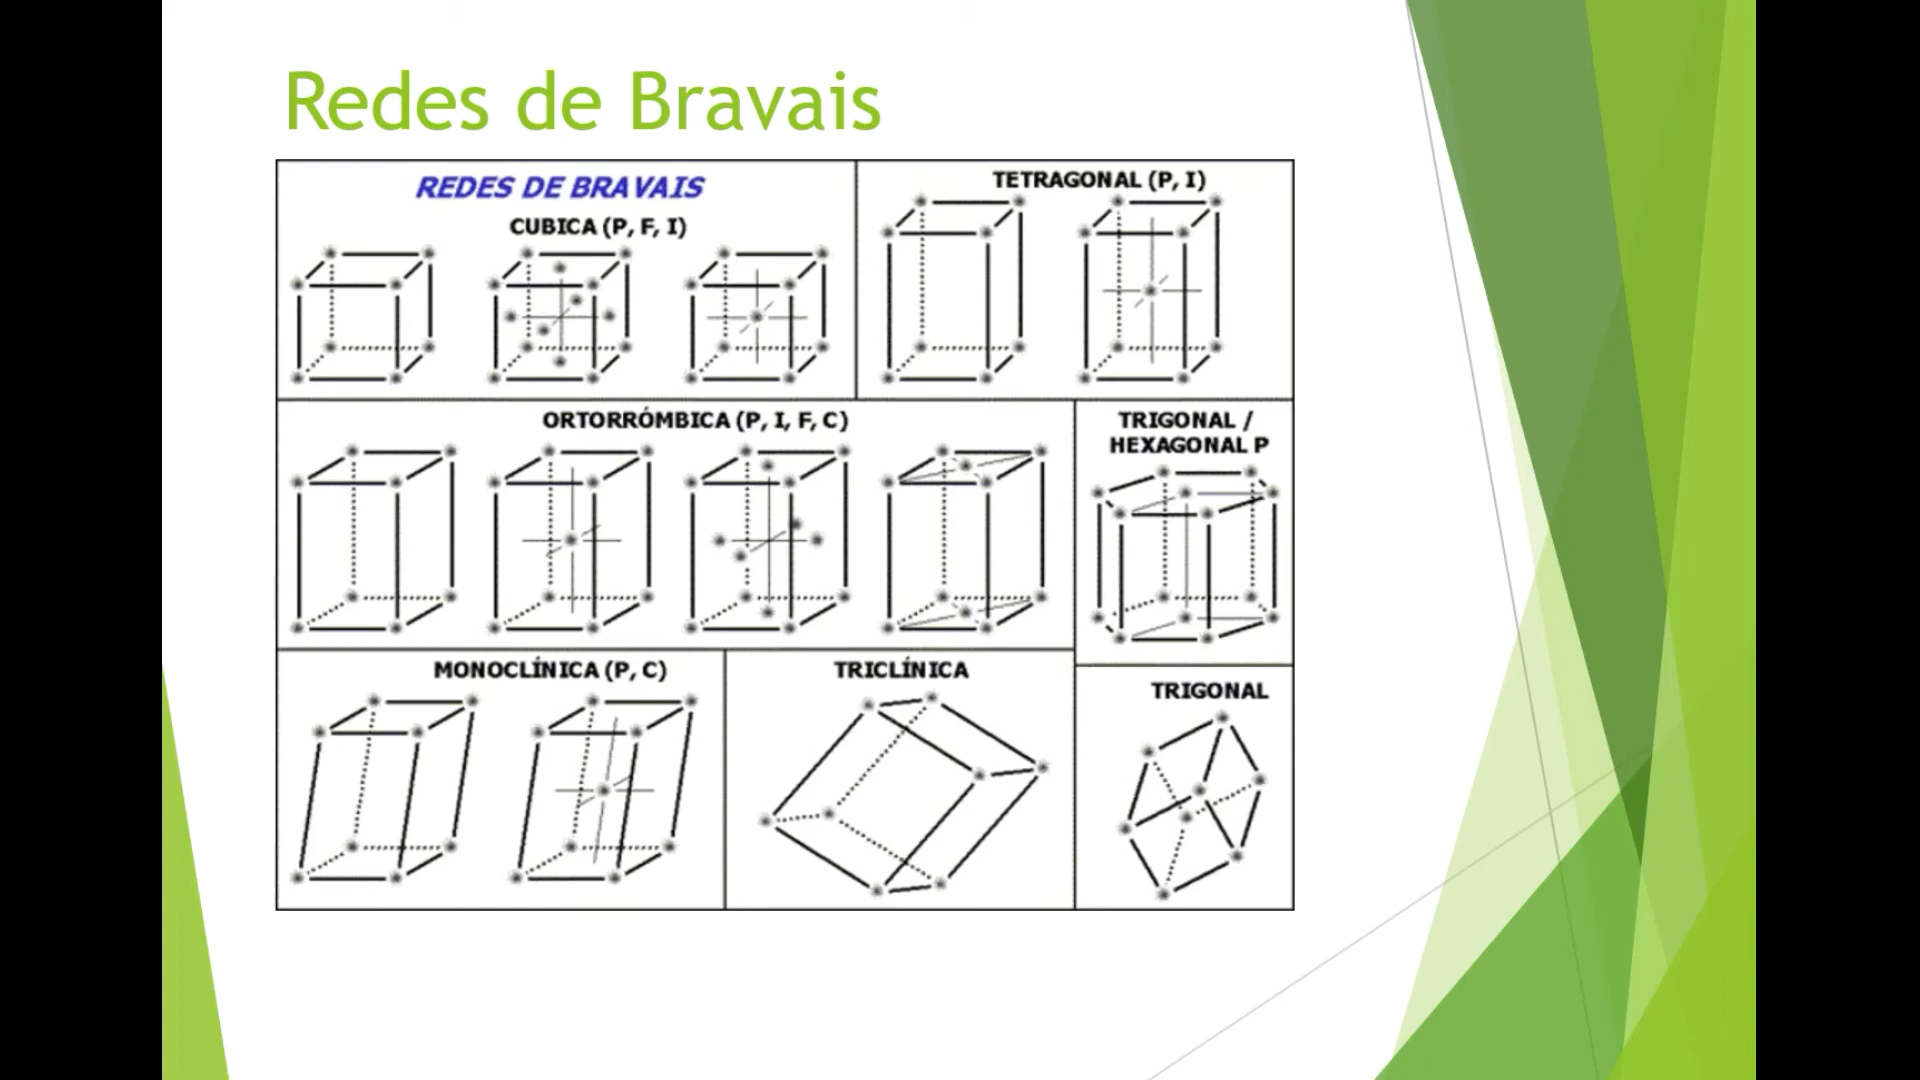 Redes de Bravais
REDES DE BRAVAIS
CUBICA (P, F, I)
TETRAGONAL (P, I)
ORTORRÓMBICA (P, I, F, C)
TRIGONAL /
HEXAGONAL P
MONOCLÍNICA (P, C)
TRICLÍNICA
TRIGONAL